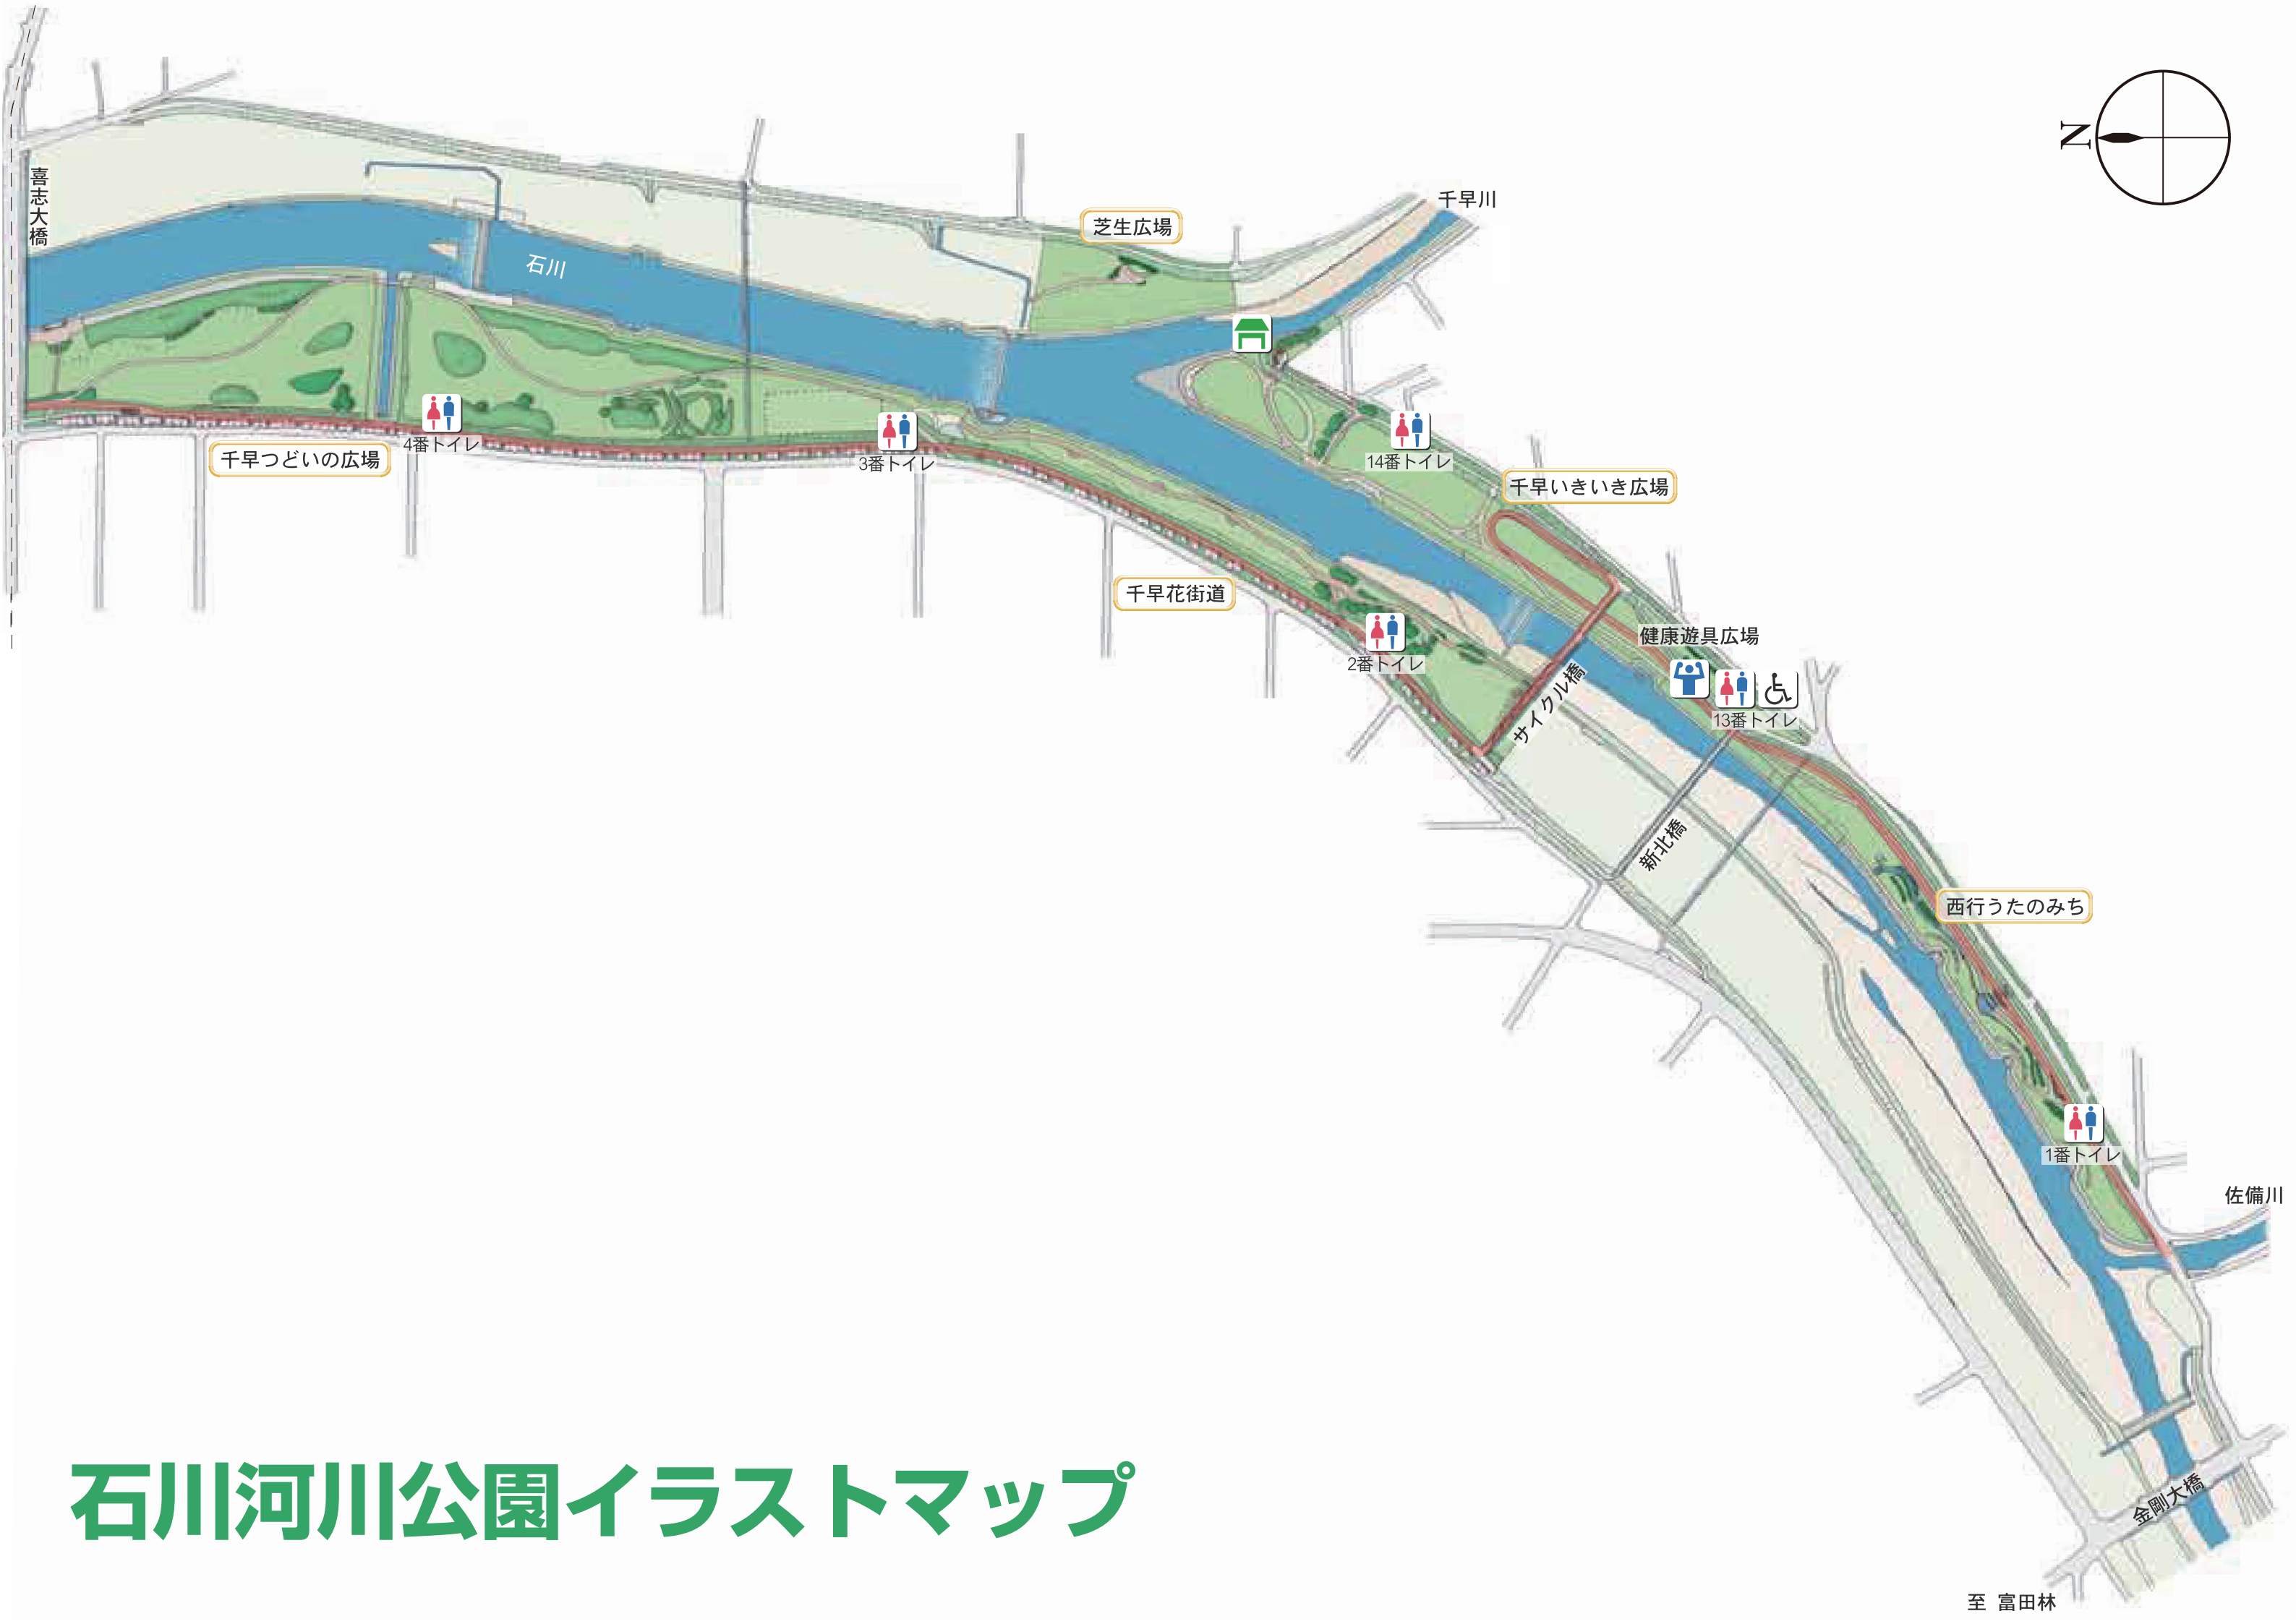 N
喜志大橋
千早川
芝生広場
石川
4番トイレ
千早つどいの広場
3番トイレ
14番トイレ
千早いきいき広場
千早花街道
健康遊具広場
2番トイレ
サイクル橋
13番トイレ
新北橋
西行うたのみち
1番トイレ
佐備川
金剛大橋
石川河川公園イラストマップ
至 富田林